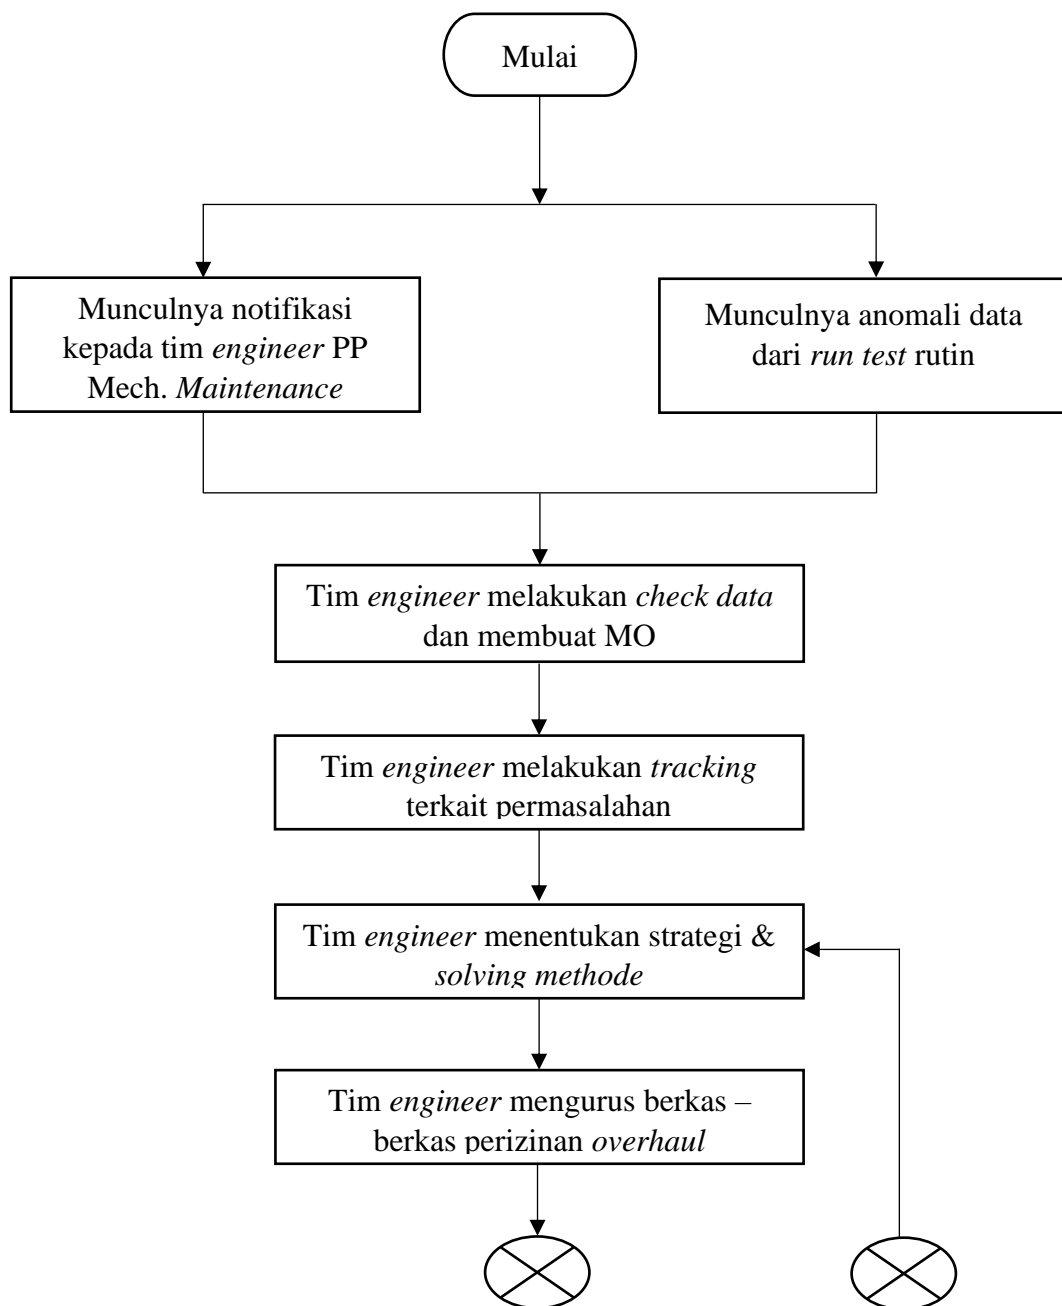 Mulai
Munculnya notifikasi
kepada tim engineer PP
Mech. Maintenance
Munculnya anomali data
dari run test rutin
Tim engineer melakukan check data
dan membuat MO
Tim engineer melakukan tracking
terkait permasalahan
Tim engineer menentukan strategi &
solving methode
Tim engineer mengurus berkas –
berkas perizinan overhaul